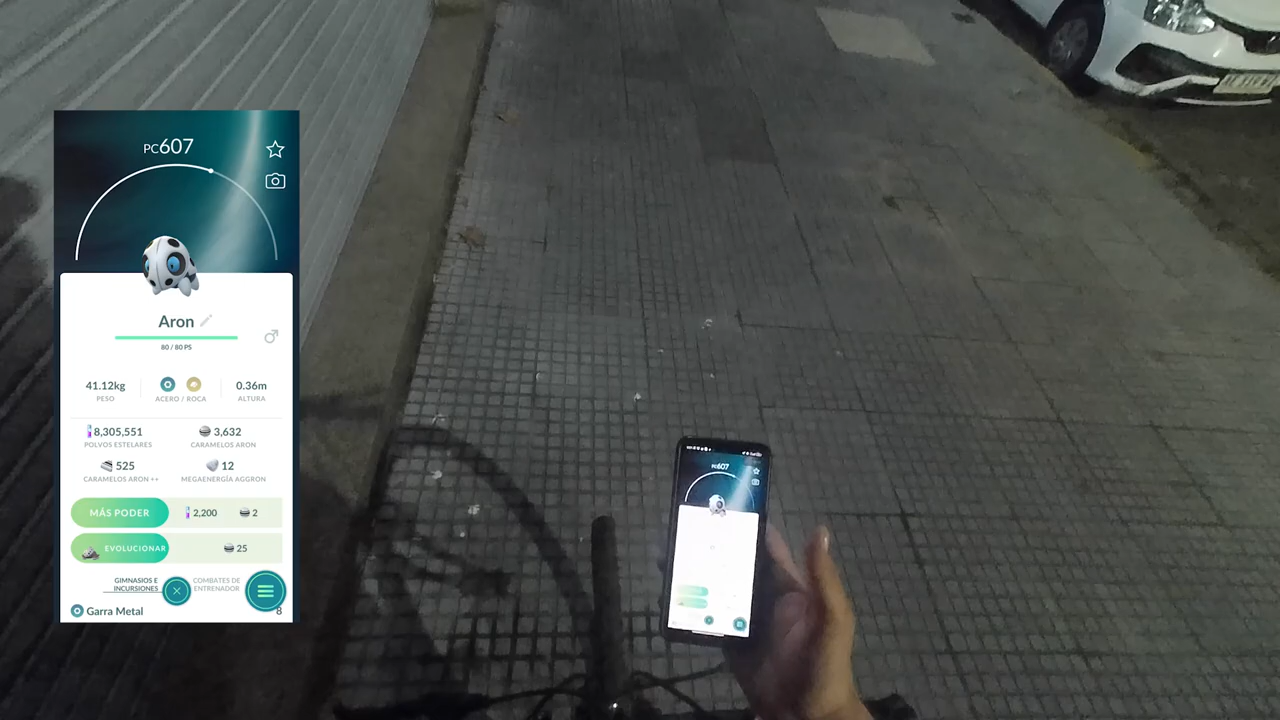 PC607
Aron
80 / 80 PS
41.12kg
PESO
ACERO / ROCA
0.36m
ALTURA
8,305,551
POLVOS ESTELARES
3,632
CARAMELOS ARON
525
CARAMELOS ARON ++
12
MEGAENERGÍA AGGRON
MÁS PODER
2,200
2
EVOLUCIONAR
25
GIMNASIOS E
INCURSIONES
COMBATES DE
ENTRENADOR
Garra Metal
8
PC607